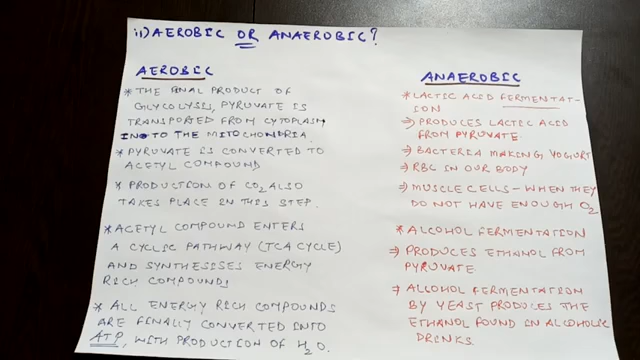 ii) AEROBIC OR ANAEROBIC?
AEROBIC
* THE FINAL PRODUCT OF
GLYCOLYSIS, PYRUVATE IS
TRANSPORTED FROM CYTOPLASM
INTO THE MITOCHONDRIA.
* PYRUVATE IS CONVERTED TO
ACETYL COMPOUND
* PRODUCTION OF CO2 ALSO
TAKES PLACE IN THIS STEP.
* ACETYL COMPOUND ENTERS
A CYCLIC PATHWAY (TCA CYCLE)
AND SYNTHESISES ENERGY
RICH COMPOUNDS
* ALL ENERGY RICH COMPOUNDS
ARE FINALLY CONVERTED INTO
ATP, WITH PRODUCTION OF H2O.
ANAEROBIC
* LACTIC ACID FERMENTAT-
ION
⇒ PRODUCES LACTIC ACID
FROM PYRUVATE.
⇒ BACTERIA MAKING YOGURT
⇒ RBC IN OUR BODY
⇒ MUSCLE CELLS - WHEN THEY
DO NOT HAVE ENOUGH O2
* ALCOHOL FERMENTATION
⇒ PRODUCES ETHANOL FROM
PYRUVATE
⇒ ALCOHOL FERMENTATION
BY YEAST PRODUCES THE
ETHANOL FOUND IN ALCOHOLIC
DRINKS.